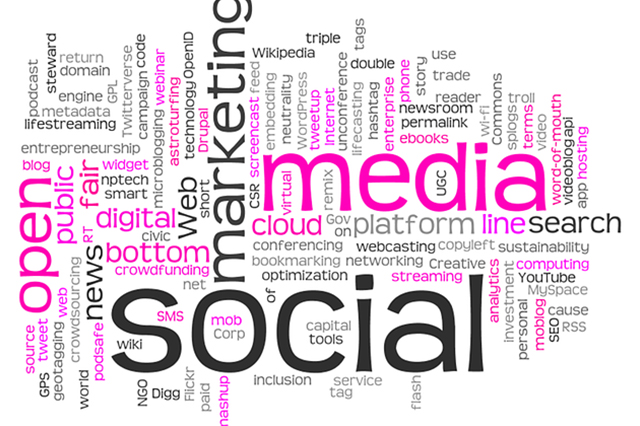 tags
triple
Wikipedia
marketing
steward
podcast
return
domain
engine
GPL
metadata
lifestreaming
Twitterverse
campaign
code
webinar
OpenID
technology
astroturfing
Drupal
microblogging
entrepreneurship
feed
screencast
embedding
neutrality
WordPress
tweetup
Internet
unconference
double
lifecasting
hashtag
enterprise
phone
story
use
trade
reader
newsroom
permalink
ebooks
wi-fi
Commons
splogs
troll
terms
video
word-of-mouth
videoblog
api
app
hosting
blog
public
fair
widget
nptech
smart
Web
short
CSR
virtual
media
remix
UGC
open
RT
digital
civic
cloud
Gov
on
platform
line
search
bottom
crowdfunding
net
news
conferencing
webcasting
copyleft
sustainability
bookmarking
networking
Creative
computing
optimization
streaming
analytics
YouTube
MySpace
investment
of
social
crowdsourcing
web
source
tweet
geotagging
GPS
podsafe
world
wiki
SMS
mob
Corp
capital
tools
personal
moblog
SEO
cause
RSS
NGO
Digg
Flickr
paid
mashup
inclusion
service
tag
flash